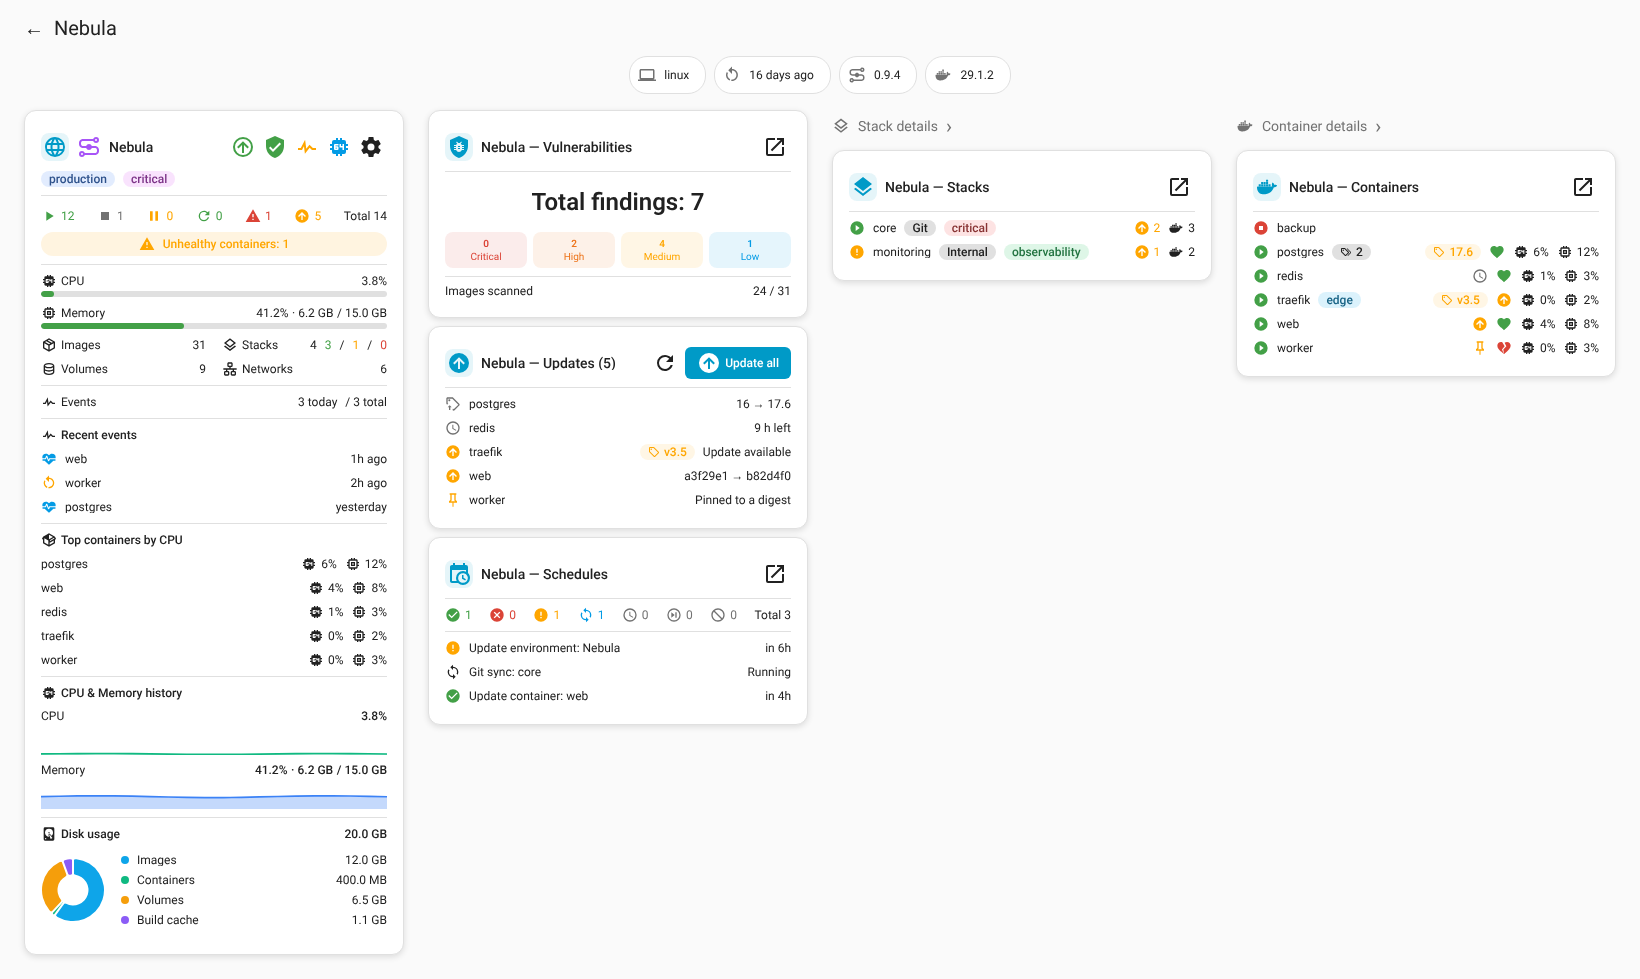 ← Nebula
linux 16 days ago 0.9.4 29.1.2
Nebula 64
production critical
12 1 0 0 1 5 Total 14
Unhealthy containers: 1
CPU 3.8%
Memory 41.2% · 6.2 GB / 15.0 GB
Images 31 Stacks 4 3 / 1 / 0
Volumes 9 Networks 6
Events 3 today / 3 total
Recent events
web 1h ago
worker 2h ago
postgres yesterday
Top containers by CPU
postgres 6% 12%
web 4% 8%
redis 1% 3%
traefik 0% 2%
worker 0% 3%
CPU & Memory history
CPU 3.8%
Memory 41.2% · 6.2 GB / 15.0 GB
Disk usage 20.0 GB
Images 12.0 GB
Containers 400.0 MB
Volumes 6.5 GB
Build cache 1.1 GB
Nebula — Vulnerabilities
Total findings: 7
0 2 4 1
Critical High Medium Low
Images scanned 24 / 31
Nebula — Updates (5) Update all
postgres 16 → 17.6
redis 9 h left
traefik v3.5 Update available
web a3f29e1 → b82d4f0
worker Pinned to a digest
Nebula — Schedules
1 0 1 1 0 0 0 Total 3
Update environment: Nebula in 6h
Git sync: core Running
Update container: web in 4h
Stack details ›
Nebula — Stacks
core Git critical 2 3
monitoring Internal observability 1 2
Container details ›
Nebula — Containers
backup
postgres 2 17.6 6% 12%
redis 1% 3%
traefik edge v3.5 0% 2%
web 4% 8%
worker 0% 3%